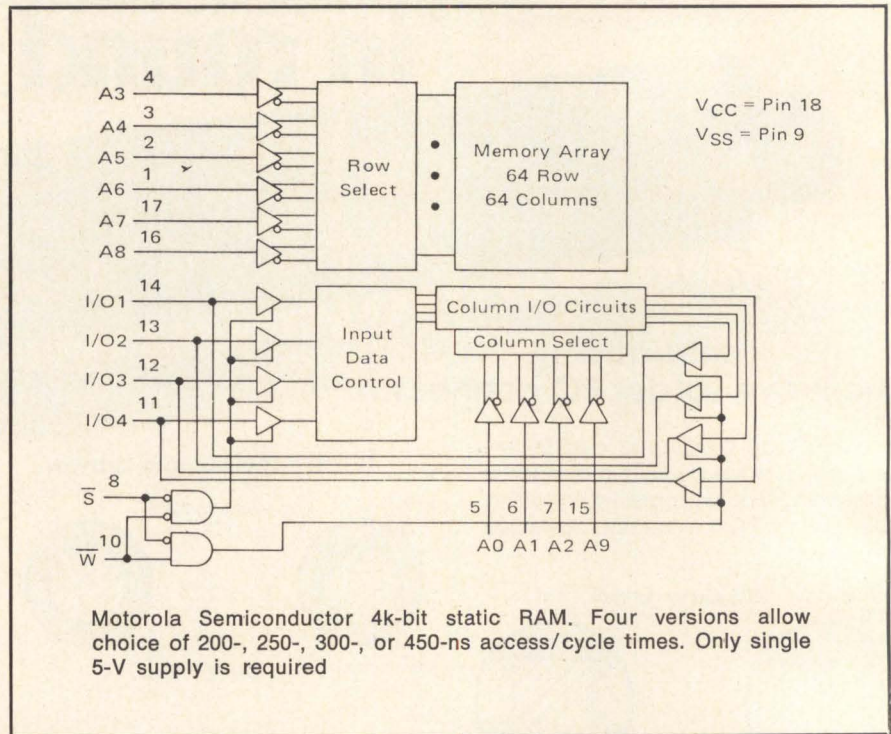 4
A3
3
A4
2
A5
1
A6
17
A7
16
A8
Row
Select
Memory Array
64 Row
64 Columns
VCC = Pin 18
VSS = Pin 9
14
I/O1
13
I/O2
12
I/O3
11
I/O4
Input
Data
Control
Column I/O Circuits
Column Select
8
S̅
10
W̅
5 6 7 15
A0 A1 A2 A9
Motorola Semiconductor 4k-bit static RAM. Four versions allow
choice of 200-, 250-, 300-, or 450-ns access/cycle times. Only single
5-V supply is required